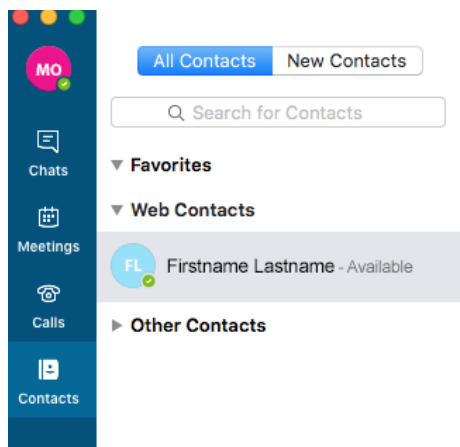 MO
Chats
Meetings
Calls
Contacts
All Contacts New Contacts
Search for Contacts
Favorites
Web Contacts
FL Firstname Lastname - Available
Other Contacts